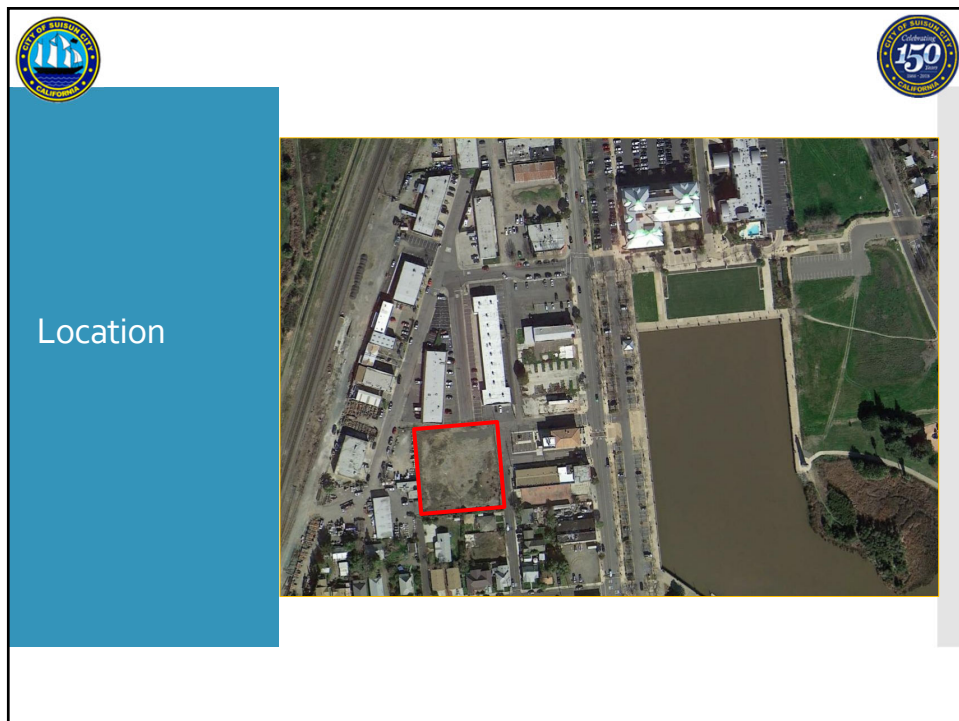 CITY OF SUISUN CITY
CALIFORNIA
CITY OF SUISUN CITY
Celebrating
150
Years
CALIFORNIA
Location